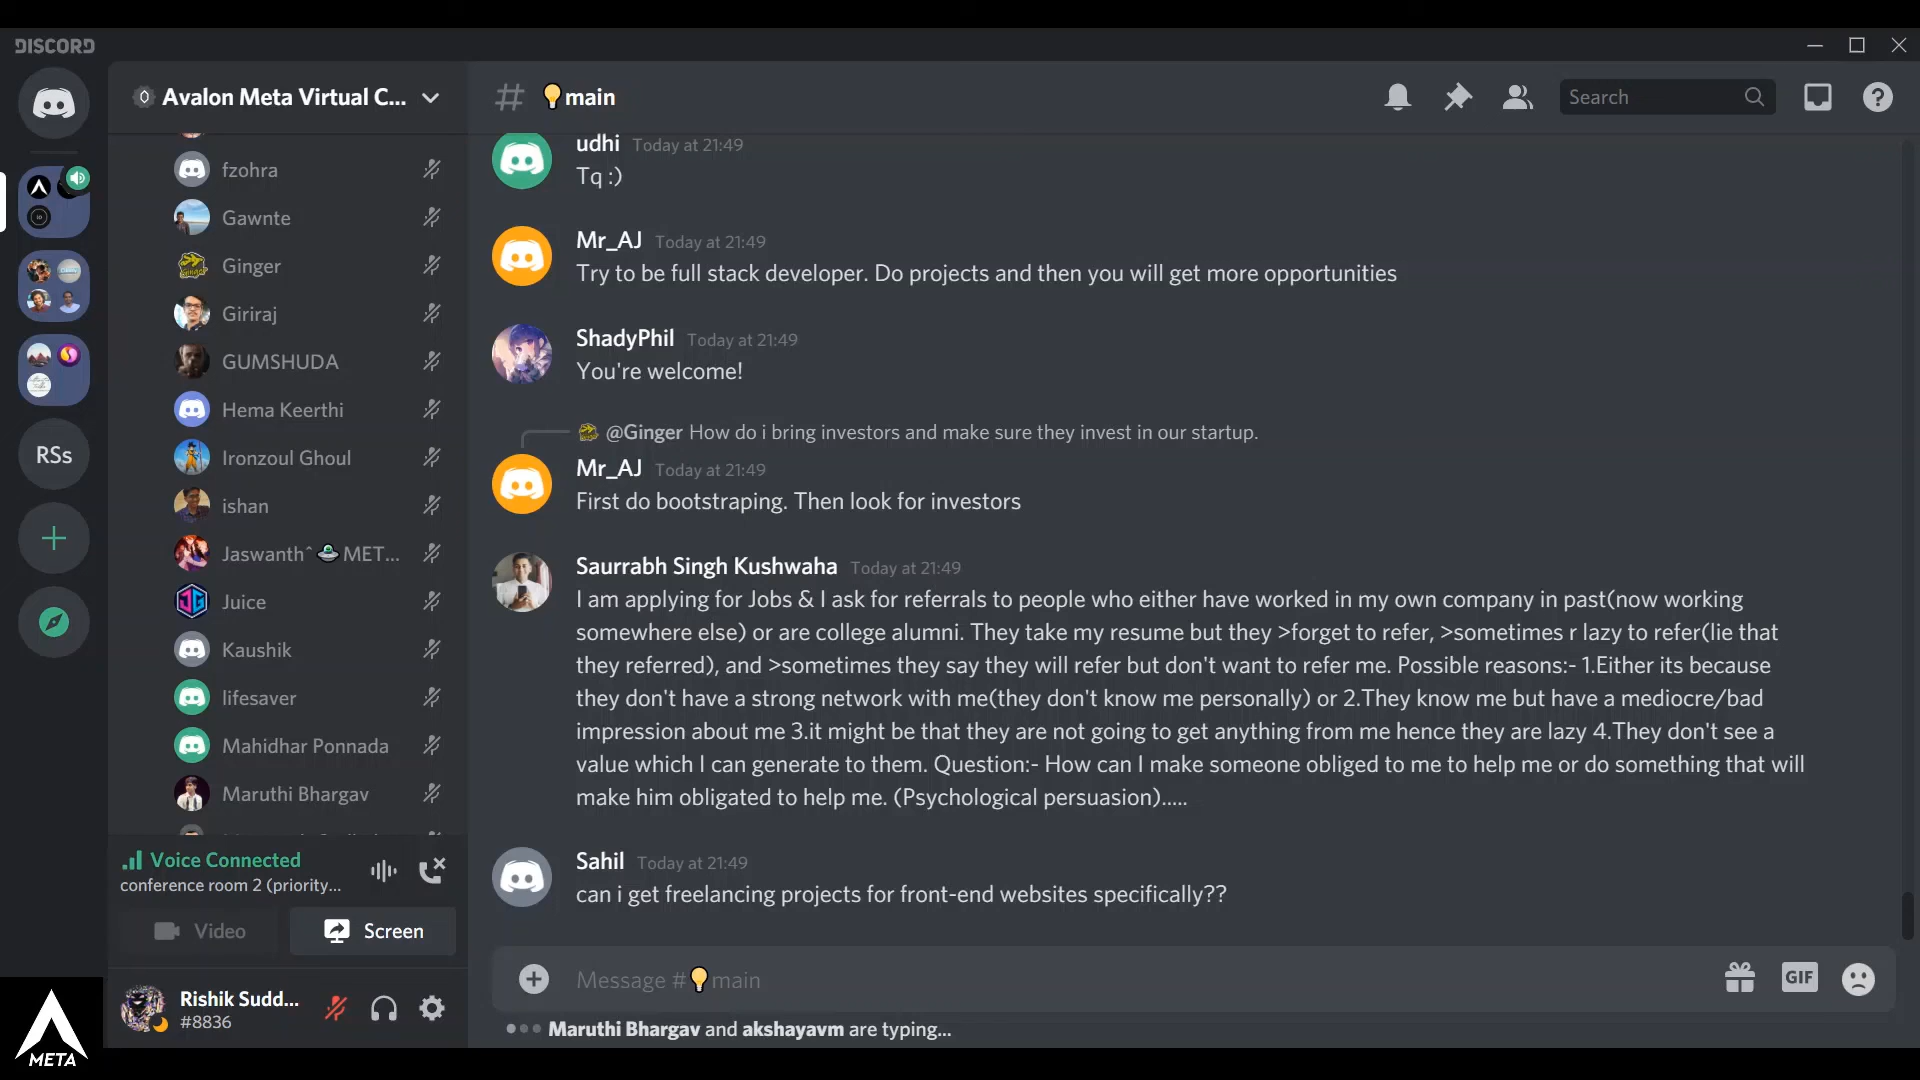 DISCORD
Avalon Meta Virtual C...
main
Search
fzohra
Gawnte
Ginger
Giriraj
GUMSHUDA
Hema Keerthi
Ironzoul Ghoul
ishan
Jaswanthˆ🛸MET...
Juice
Kaushik
lifesaver
Mahidhar Ponnada
Maruthi Bhargav
RSs
Voice Connected
conference room 2 (priority...
Video
Screen
Rishik Sudd...
#8836
META
udhi Today at 21:49
Tq :)
Mr_AJ Today at 21:49
Try to be full stack developer. Do projects and then you will get more opportunities
ShadyPhil Today at 21:49
You're welcome!
@Ginger How do i bring investors and make sure they invest in our startup.
Mr_AJ Today at 21:49
First do bootstraping. Then look for investors
Saurrabh Singh Kushwaha Today at 21:49
I am applying for Jobs & I ask for referrals to people who either have worked in my own company in past(now working
somewhere else) or are college alumni. They take my resume but they >forget to refer, >sometimes r lazy to refer(lie that
they referred), and >sometimes they say they will refer but don't want to refer me. Possible reasons:- 1.Either its because
they don't have a strong network with me(they don't know me personally) or 2.They know me but have a mediocre/bad
impression about me 3.it might be that they are not going to get anything from me hence they are lazy 4.They don't see a
value which I can generate to them. Question:- How can I make someone obliged to me to help me or do something that will
make him obligated to help me. (Psychological persuasion).....
Sahil Today at 21:49
can i get freelancing projects for front-end websites specifically??
Message #💡main
GIF
Maruthi Bhargav and akshayavm are typing...